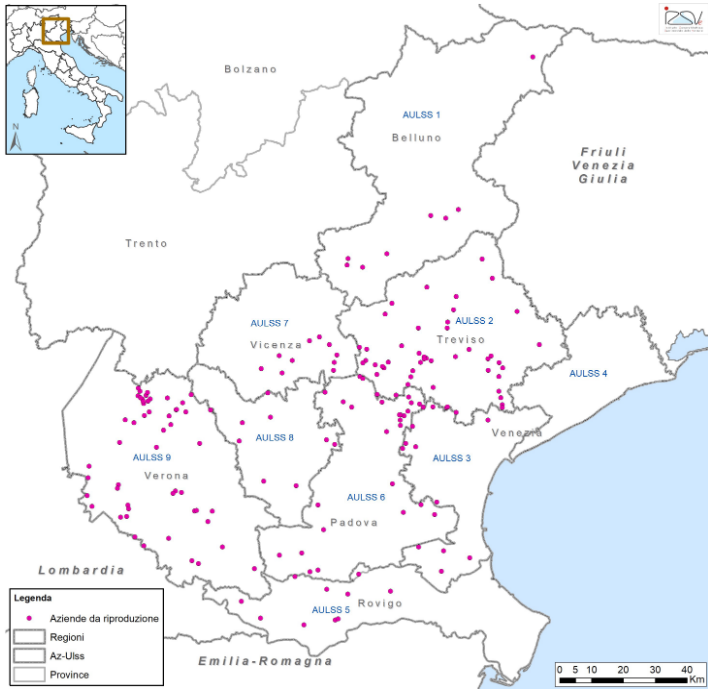 N
Bolzano
AULSS 1
Belluno
Friuli
Venezia
Giulia
Trento
AULSS 7
Vicenza
AULSS 2
Treviso
AULSS 4
Venezia
AULSS 8
AULSS 3
AULSS 9
Verona
AULSS 6
Padova
Lombardia
AULSS 5
Rovigo
Emilia-Romagna
Legenda
Aziende da riproduzione
Regioni
Az-Ulss
Province
0 5 10 20 30 40
Km